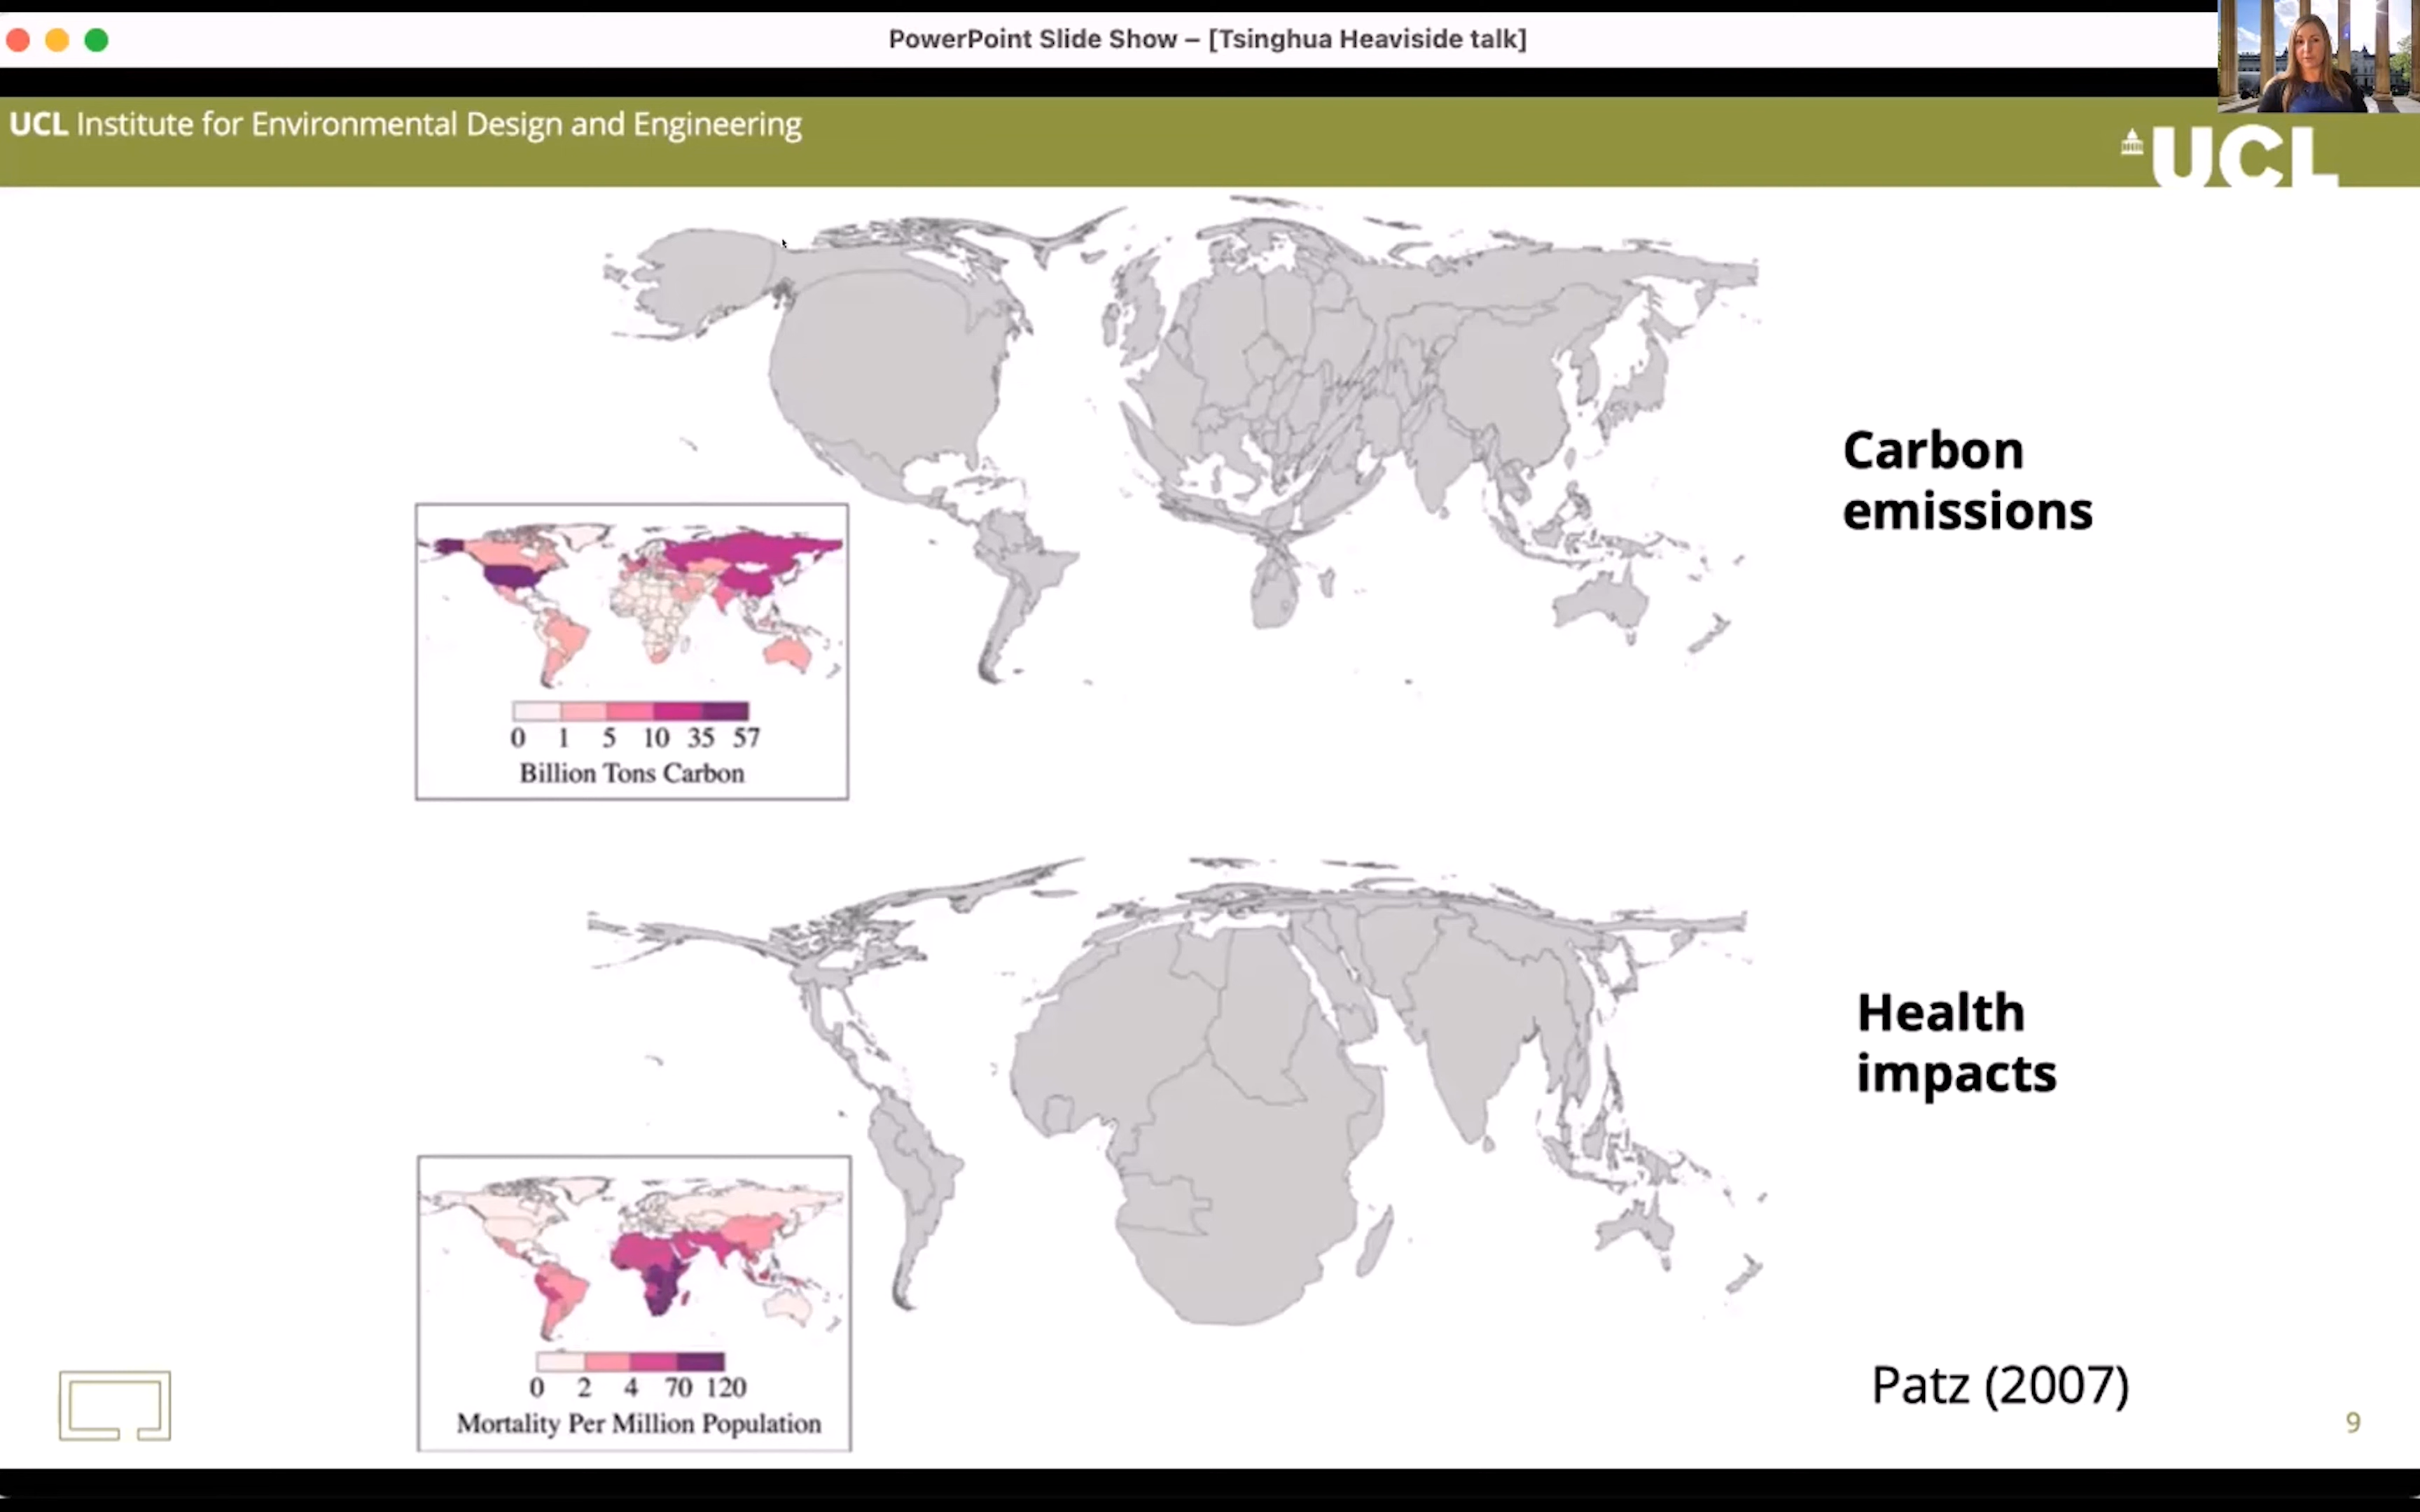 PowerPoint Slide Show – [Tsinghua Heaviside talk]
UCL Institute for Environmental Design and Engineering
UCL
Carbon
emissions
0 1 5 10 35 57
Billion Tons Carbon
Health
impacts
0 2 4 70 120
Mortality Per Million Population
Patz (2007)
9